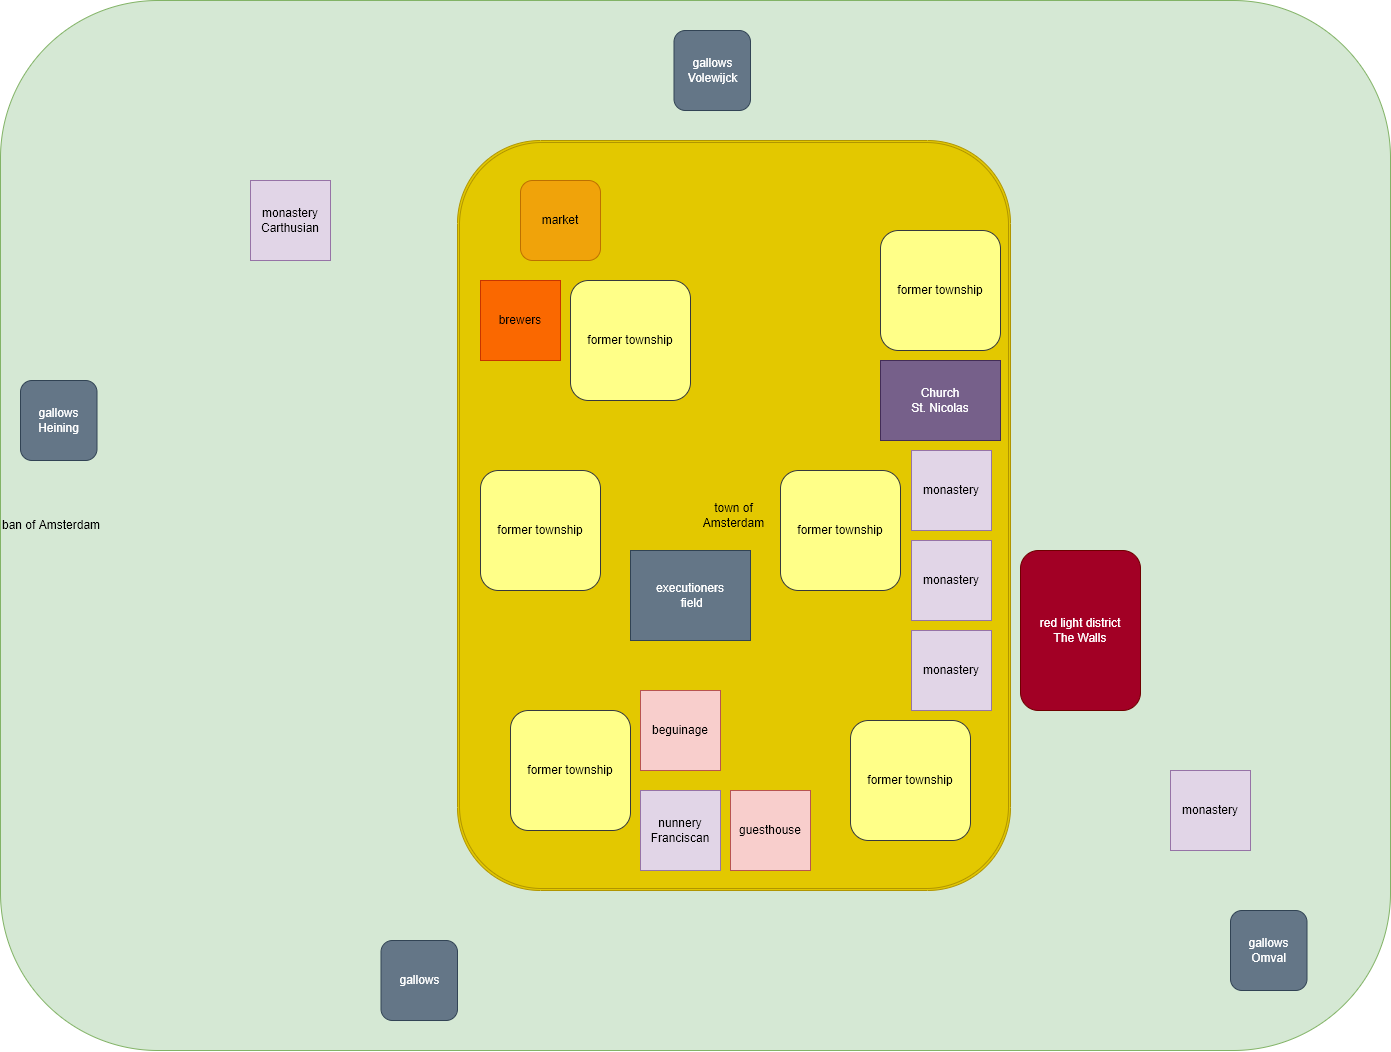 gallows
Volewijck
monastery
Carthusian
market
former township
brewers
former township
Church
St. Nicolas
gallows
Heining
monastery
ban of Amsterdam
former township
town of
Amsterdam
former township
executioners
field
monastery
red light district
The Walls
monastery
beguinage
former township
former township
nunnery
Franciscan
guesthouse
monastery
gallows
gallows
Omval